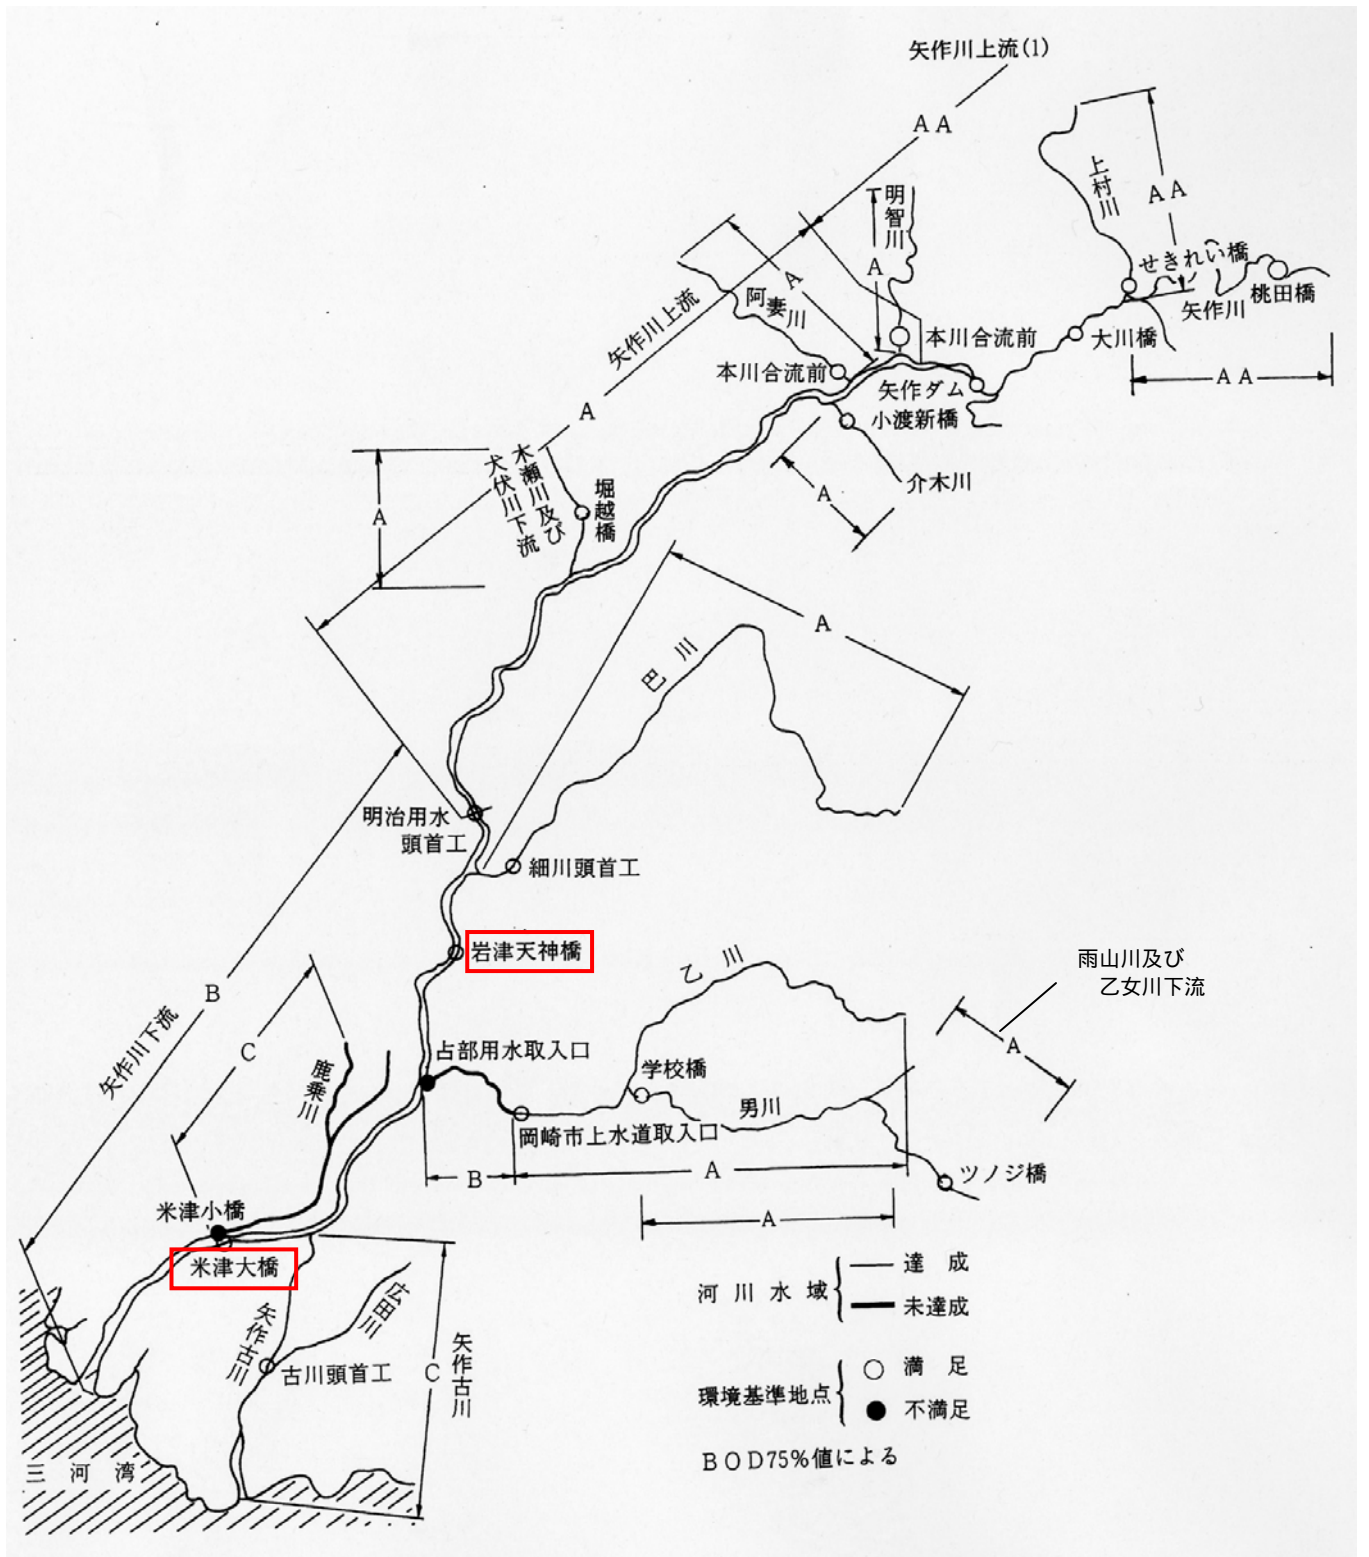 矢作川上流(1)
AA
上村川
AA
明智川
A
せきれい橋
桃田橋
矢作川
大川橋
AA
A
阿妻川
矢作川上流
本川合流前
本川合流前
矢作ダム
小渡新橋
A
介木川
A
木瀬川及び
犬伏川下流
堀越橋
A
A
巴川
明治用水
頭首工
細川頭首工
岩津天神橋
B
矢作川下流
C
鹿乗川
乙川
雨山川及び
乙女川下流
A
占部用水取入口
学校橋
男川
岡崎市上水道取入口
B
A
ツノジ橋
A
米津小橋
米津大橋
矢作古川
広田川
古川頭首工
C
矢作古川
三河湾
河川水域
達成
未達成
環境基準地点
満足
不満足
BOD75%値による